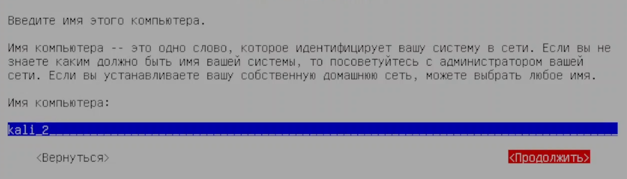 Введите имя этого компьютера.
Имя компьютера -- это одно слово, которое идентифицирует вашу систему в сети. Если вы не
знаете каким должно быть имя вашей системы, то посоветуйтесь с администратором вашей
сети. Если вы устанавливаете вашу собственную домашнюю сеть, можете выбрать любое имя.
Имя компьютера:
kali_2
<Вернуться> <Продолжить>